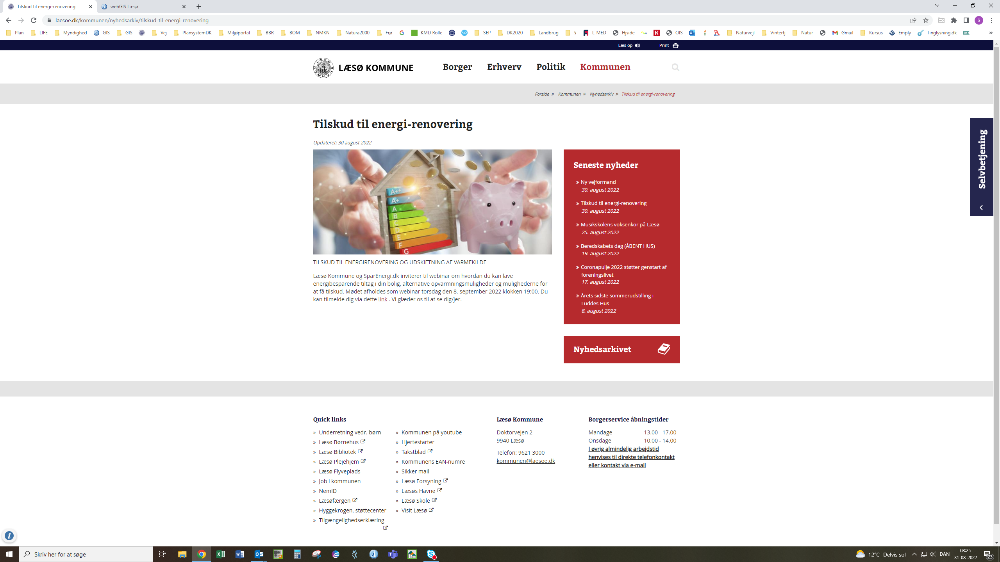 Tilskud til energi-renovering
webGIS Læsø
laesoe.dk/kommunen/nyhedsarkiv/tilskud-til-energi-renovering
S
Plan LIFE Myndighed GIS GIS Vej PlansystemDK Miljøportal BBR BOM NMKN Natura2000 Frø KMD Rolle SEP DK2020 Landbrug § L-MED Hjside OIS Naturvejl Vintertj Natur Gmail Kursus Emply Tinglysning.dk »
Læs op Print
LÆSØ KOMMUNE
LÆSØ KOMMUNE
Borger Erhverv Politik Kommunen
Forside » Kommunen » Nyhedsarkiv » Tilskud til energi-renovering
Tilskud til energi-renovering
Opdateret: 30 august 2022
A++
A+
A
B
C
D
E
F
G
TILSKUD TIL ENERGIRENOVERING OG UDSKIFTNING AF VARMEKILDE
Læsø Kommune og SparEnergi.dk inviterer til webinar om hvordan du kan lave
energibesparende tiltag i din bolig, alternative opvarmningsmuligheder og mulighederne for
at få tilskud. Mødet afholdes som webinar torsdag den 8. september 2022 klokken 19:00. Du
kan tilmelde dig via dette link . Vi glæder os til at se dig/jer.
Seneste nyheder
» Ny vejformand
30. august 2022
» Tilskud til energi-renovering
30. august 2022
» Musikskolens voksenkor på Læsø
25. august 2022
» Beredskabets dag (ÅBENT HUS)
19. august 2022
» Coronapulje 2022 støtter genstart af
foreningslivet
17. august 2022
» Årets sidste sommerudstilling i
Luddes Hus
8. august 2022
Nyhedsarkivet
Selvbetjening
Quick links
» Underretning vedr. børn
» Læsø Børnehus
» Læsø Bibliotek
» Læsø Plejehjem
» Læsø Flyveplads
» Job i kommunen
» NemID
» Læsøfærgen
» Hyggekrogen, støttecenter
» Tilgængelighedserklæring
» Kommunen på youtube
» Hjertestarter
» Takstblad
» Kommunens EAN-numre
» Sikker mail
» Læsø Forsyning
» Læsøs Havne
» Læsø Skole
» Visit Læsø
Læsø Kommune
Doktorvejen 2
9940 Læsø
Telefon: 9621 3000
kommunen@laesoe.dk
Borgerservice åbningstider
Mandage 13.00 - 17.00
Onsdage 10.00 - 14.00
I øvrig almindelig arbejdstid
henvises til direkte telefonkontakt
eller kontakt via e-mail
Skriv her for at søge
12°C Delvis sol
DAN
08:25
31-08-2022
23